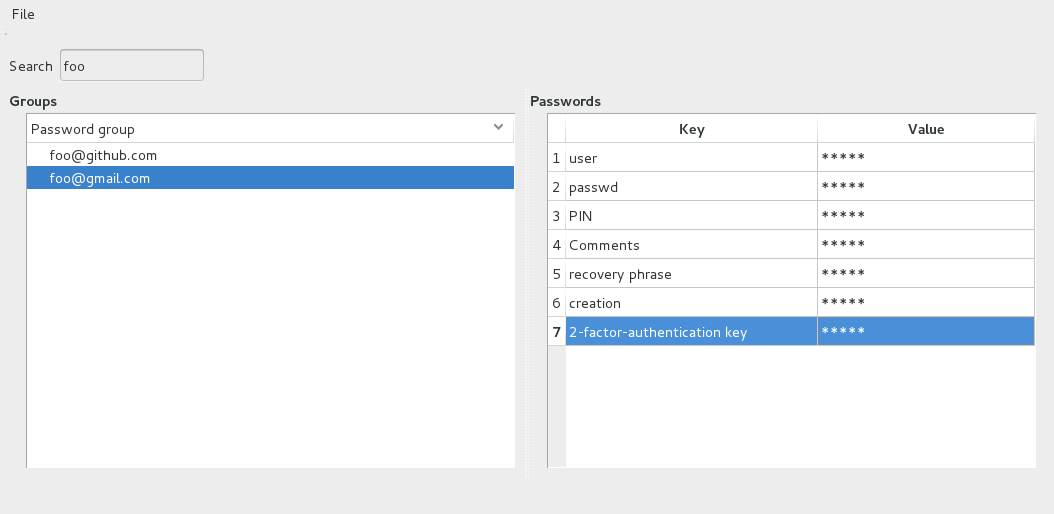 File
Search foo
Groups
Password group
foo@github.com
foo@gmail.com
Passwords
Key Value
1 user *****
2 passwd *****
3 PIN *****
4 Comments *****
5 recovery phrase *****
6 creation *****
7 2-factor-authentication key *****